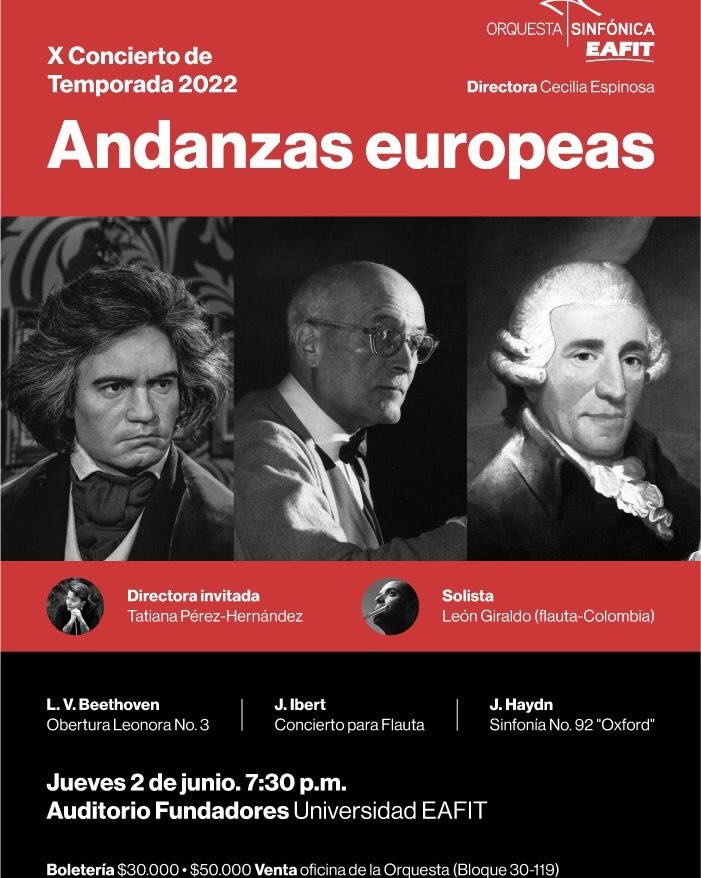 ORQUESTA SINFÓNICA
EAFIT
X Concierto de
Temporada 2022
Directora Cecilia Espinosa
Andanzas europeas
Directora invitada
Tatiana Pérez-Hernández
Solista
León Giraldo (flauta-Colombia)
L. V. Beethoven
Obertura Leonora No. 3
J. Ibert
Concierto para Flauta
J. Haydn
Sinfonía No. 92 "Oxford"
Jueves 2 de junio. 7:30 p.m.
Auditorio Fundadores Universidad EAFIT
Boletería $30.000 • $50.000 Venta oficina de la Orquesta (Bloque 30-119)